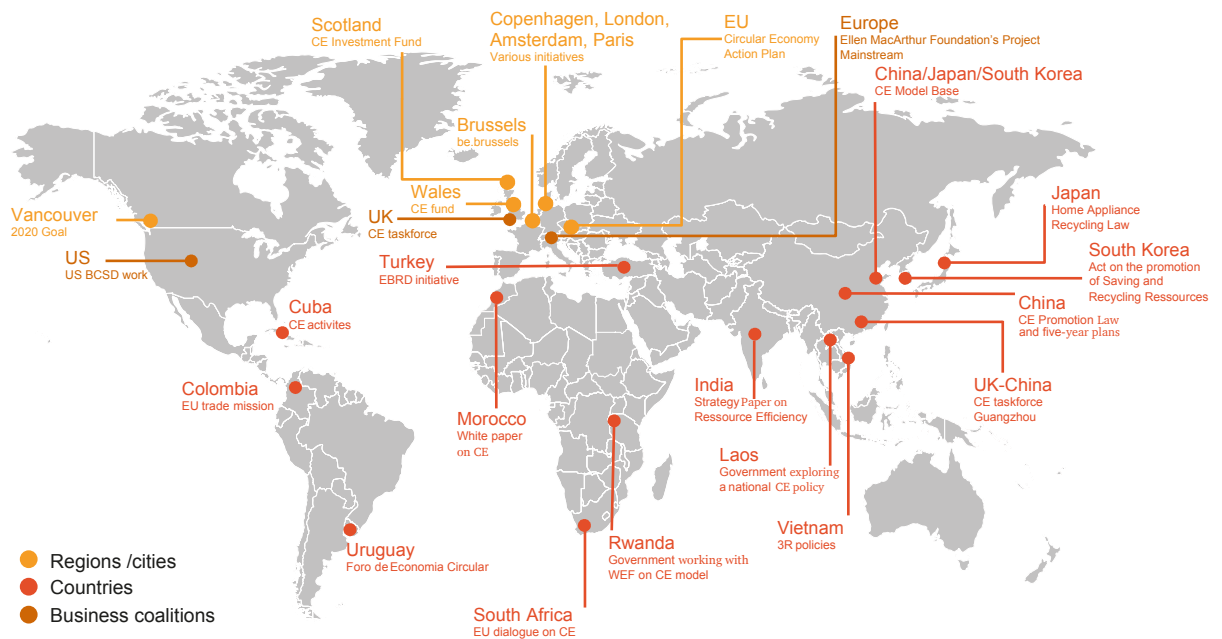 Scotland
CE Investment Fund
Copenhagen, London,
Amsterdam, Paris
Various initiatives
EU
Circular Economy
Action Plan
Europe
Ellen MacArthur Foundation's Project
Mainstream
China/Japan/South Korea
CE Model Base
Brussels
be.brussels
Wales
CE fund
UK
CE taskforce
Vancouver
2020 Goal
US
US BCSD work
Turkey
EBRD initiative
Japan
Home Appliance
Recycling Law
South Korea
Act on the promotion
of Saving and
Recycling Ressources
China
CE Promotion Law
and five-year plans
Cuba
CE activites
Colombia
EU trade mission
Morocco
White paper
on CE
India
Strategy Paper on
Ressource Efficiency
UK-China
CE taskforce
Guangzhou
Laos
Government exploring
a national CE policy
Vietnam
3R policies
Uruguay
Foro de Economia Circular
Rwanda
Government working with
WEF on CE model
South Africa
EU dialogue on CE
Regions /cities
Countries
Business coalitions